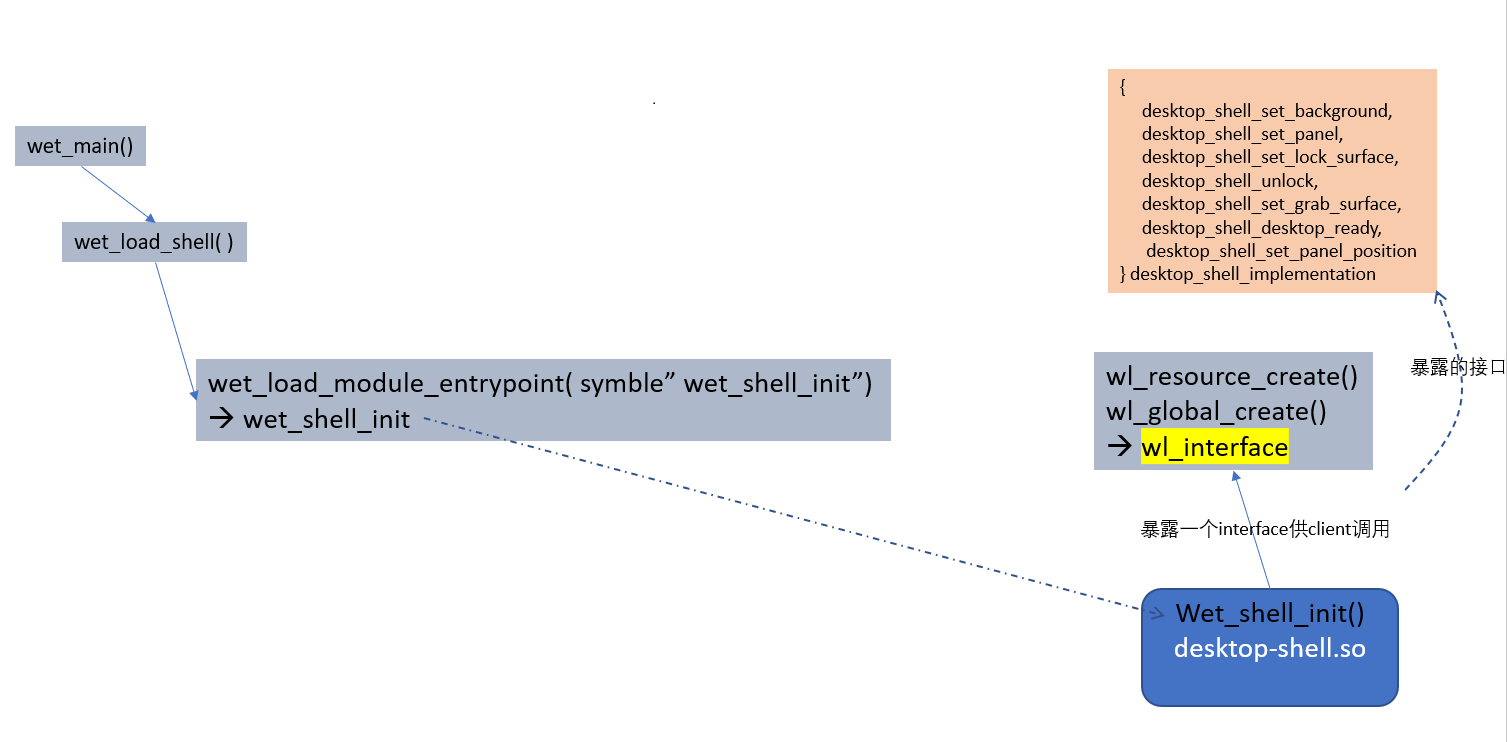 wet_main()
wet_load_shell( )
wet_load_module_entrypoint( symble” wet_shell_init”)
→ wet_shell_init
{
desktop_shell_set_background,
desktop_shell_set_panel,
desktop_shell_set_lock_surface,
desktop_shell_unlock,
desktop_shell_set_grab_surface,
desktop_shell_desktop_ready,
desktop_shell_set_panel_position
} desktop_shell_implementation
暴露的接口
wl_resource_create()
wl_global_create()
→ wl_interface
暴露一个interface供client调用
Wet_shell_init()
desktop-shell.so